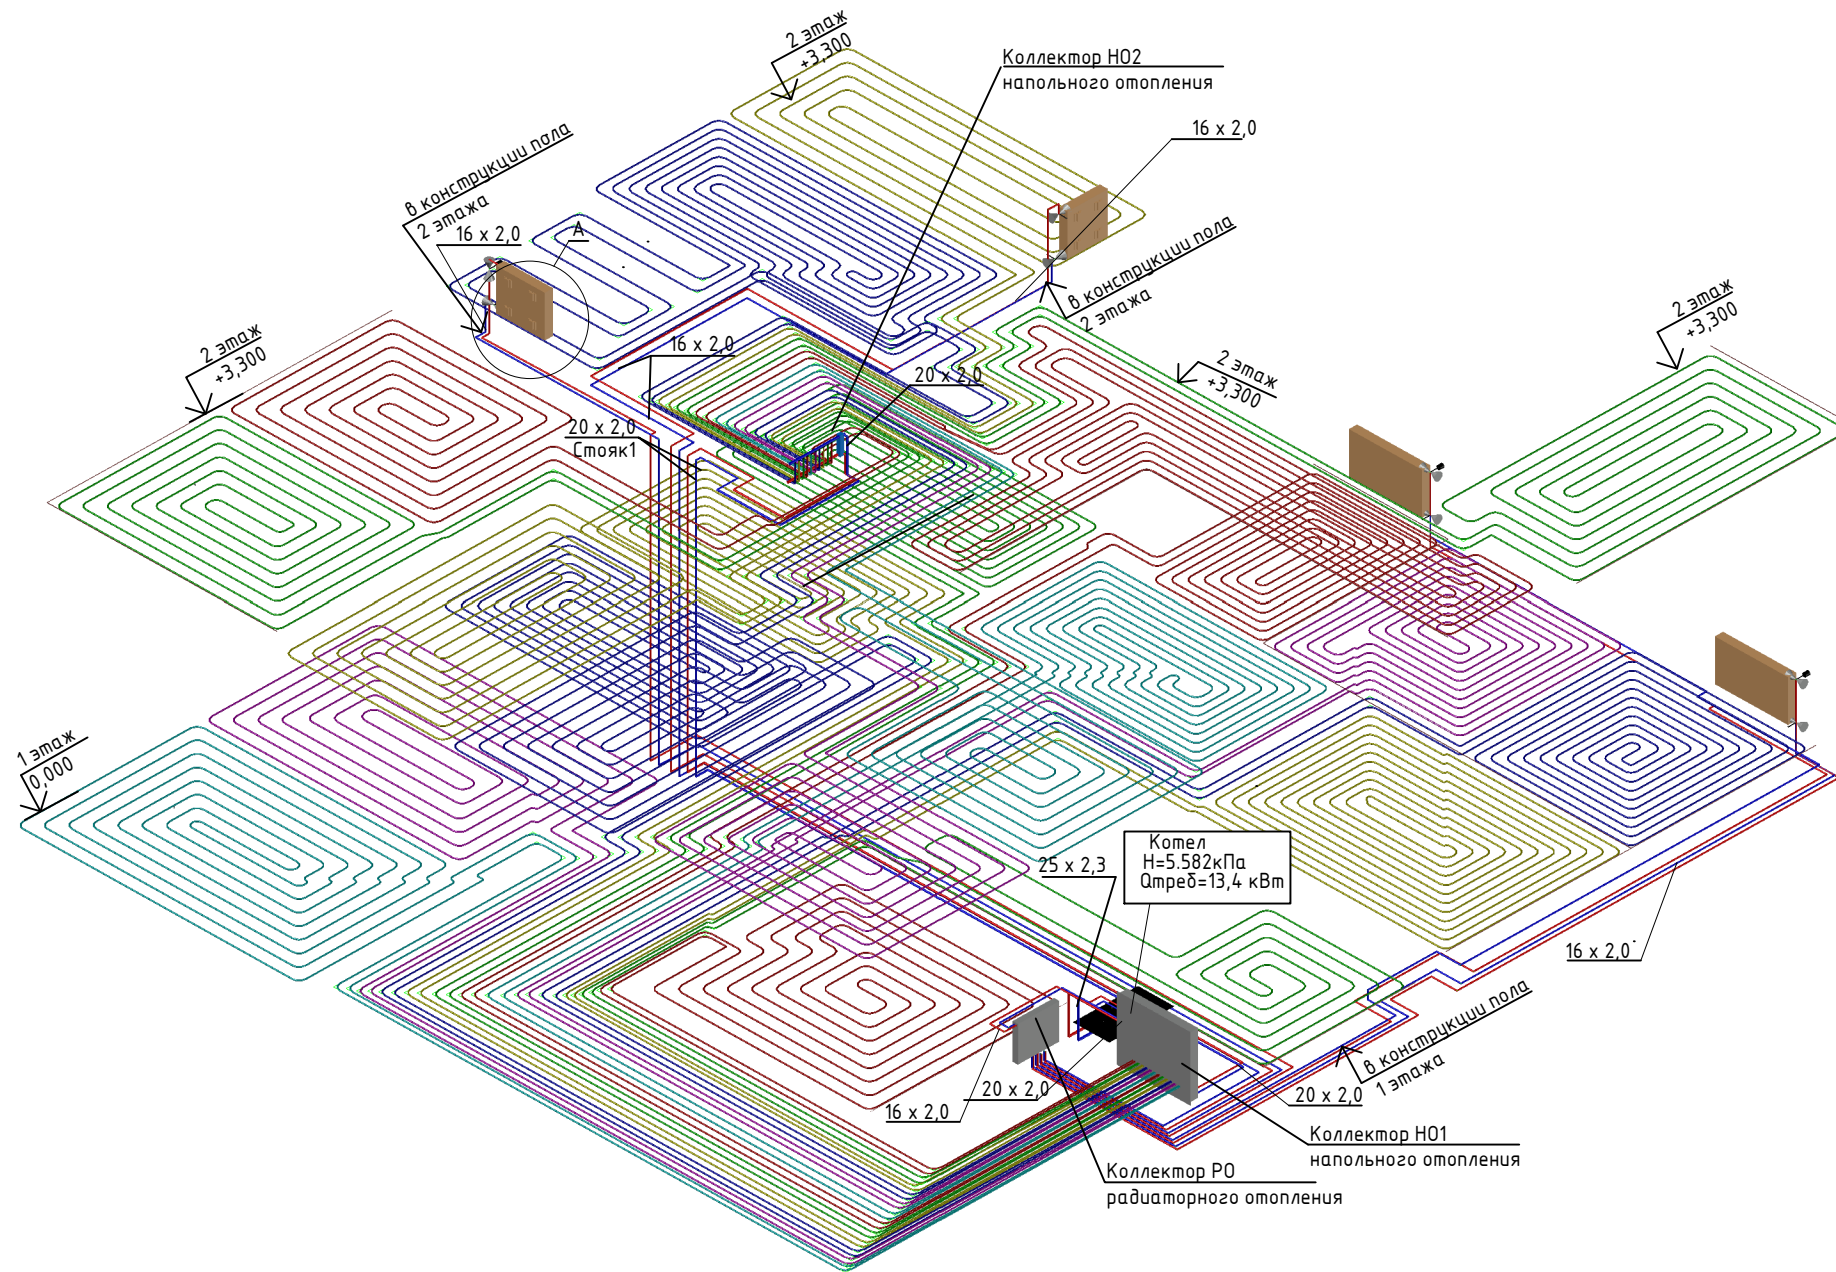 2 этаж
+3,300
Коллектор НО2
напольного отопления
16 x 2,0
в конструкции пола
2 этажа
16 x 2,0
А
в конструкции пола
2 этажа
2 этаж
+3,300
2 этаж
+3,300
2 этаж
+3,300
16 x 2,0
20 x 2,0
20 x 2,0
Стояк1
1 этаж
0,000
Котел
Н=5.582кПа
Qтреб=13,4 кВт
25 x 2,3
16 x 2,0
в конструкции пола
1 этажа
20 x 2,0
16 x 2,0
20 x 2,0
Коллектор НО1
напольного отопления
Коллектор РО
радиаторного отопления